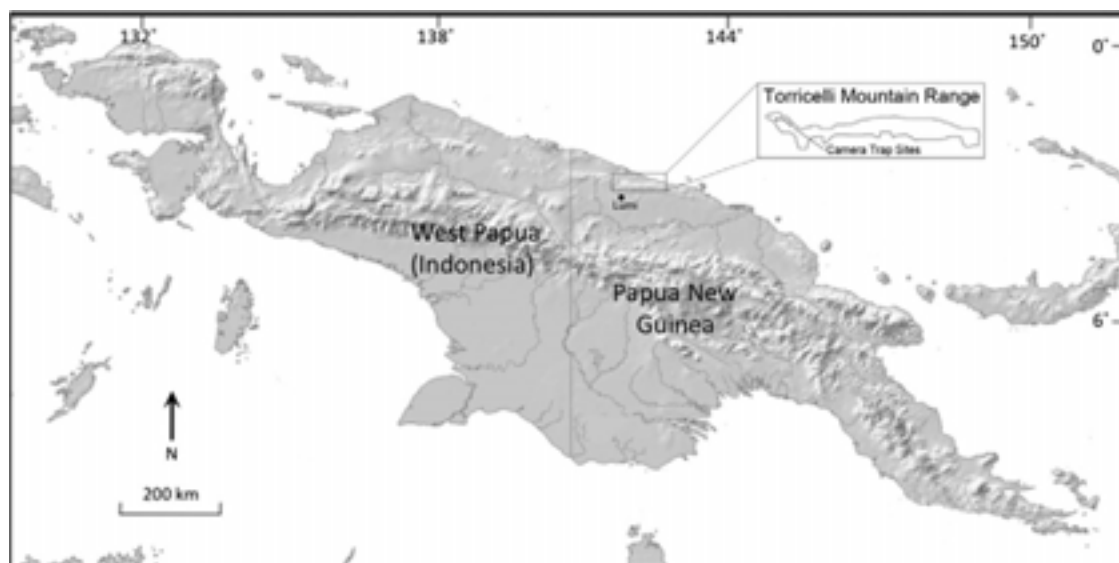 132°
138°
144°
150°
0°
Torricelli Mountain Range
Camera Trap Sites
Lumi
West Papua
(Indonesia)
Papua New
Guinea
6°
N
200 km